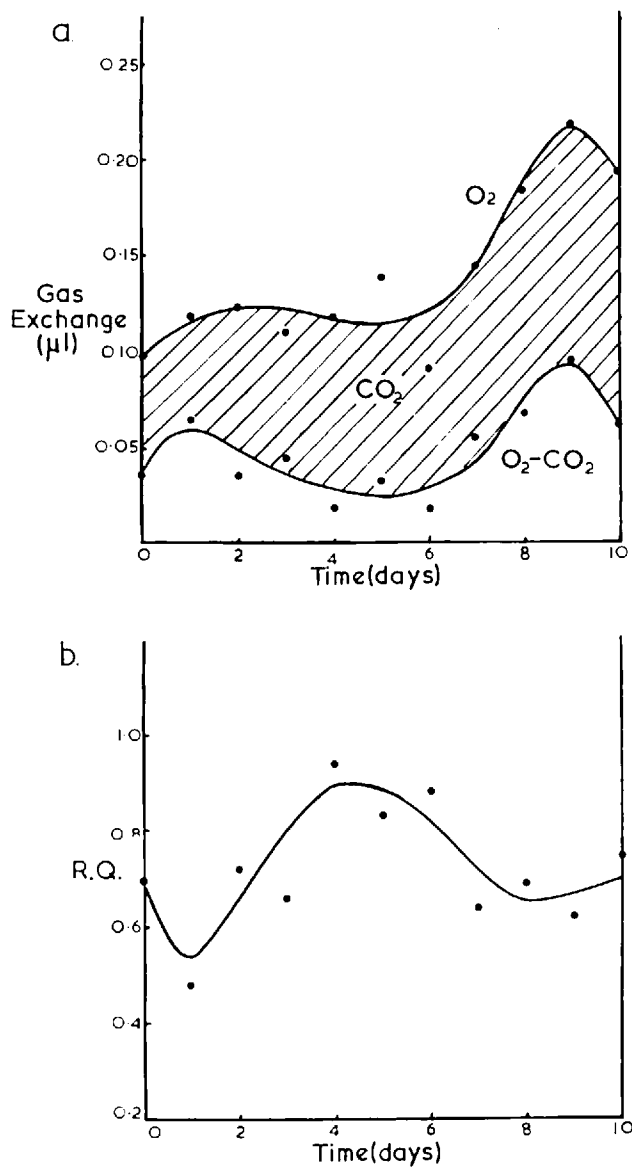 a.
0·25
0·20
0·15
Gas
Exchange
(µl)
0·10
0·05
0
O₂
CO₂
O₂-CO₂
0 2 4 6 8 10
Time(days)
b.
1·0
0·8
R.Q.
0·6
0·4
0·2
0 2 4 6 8 10
Time(days)